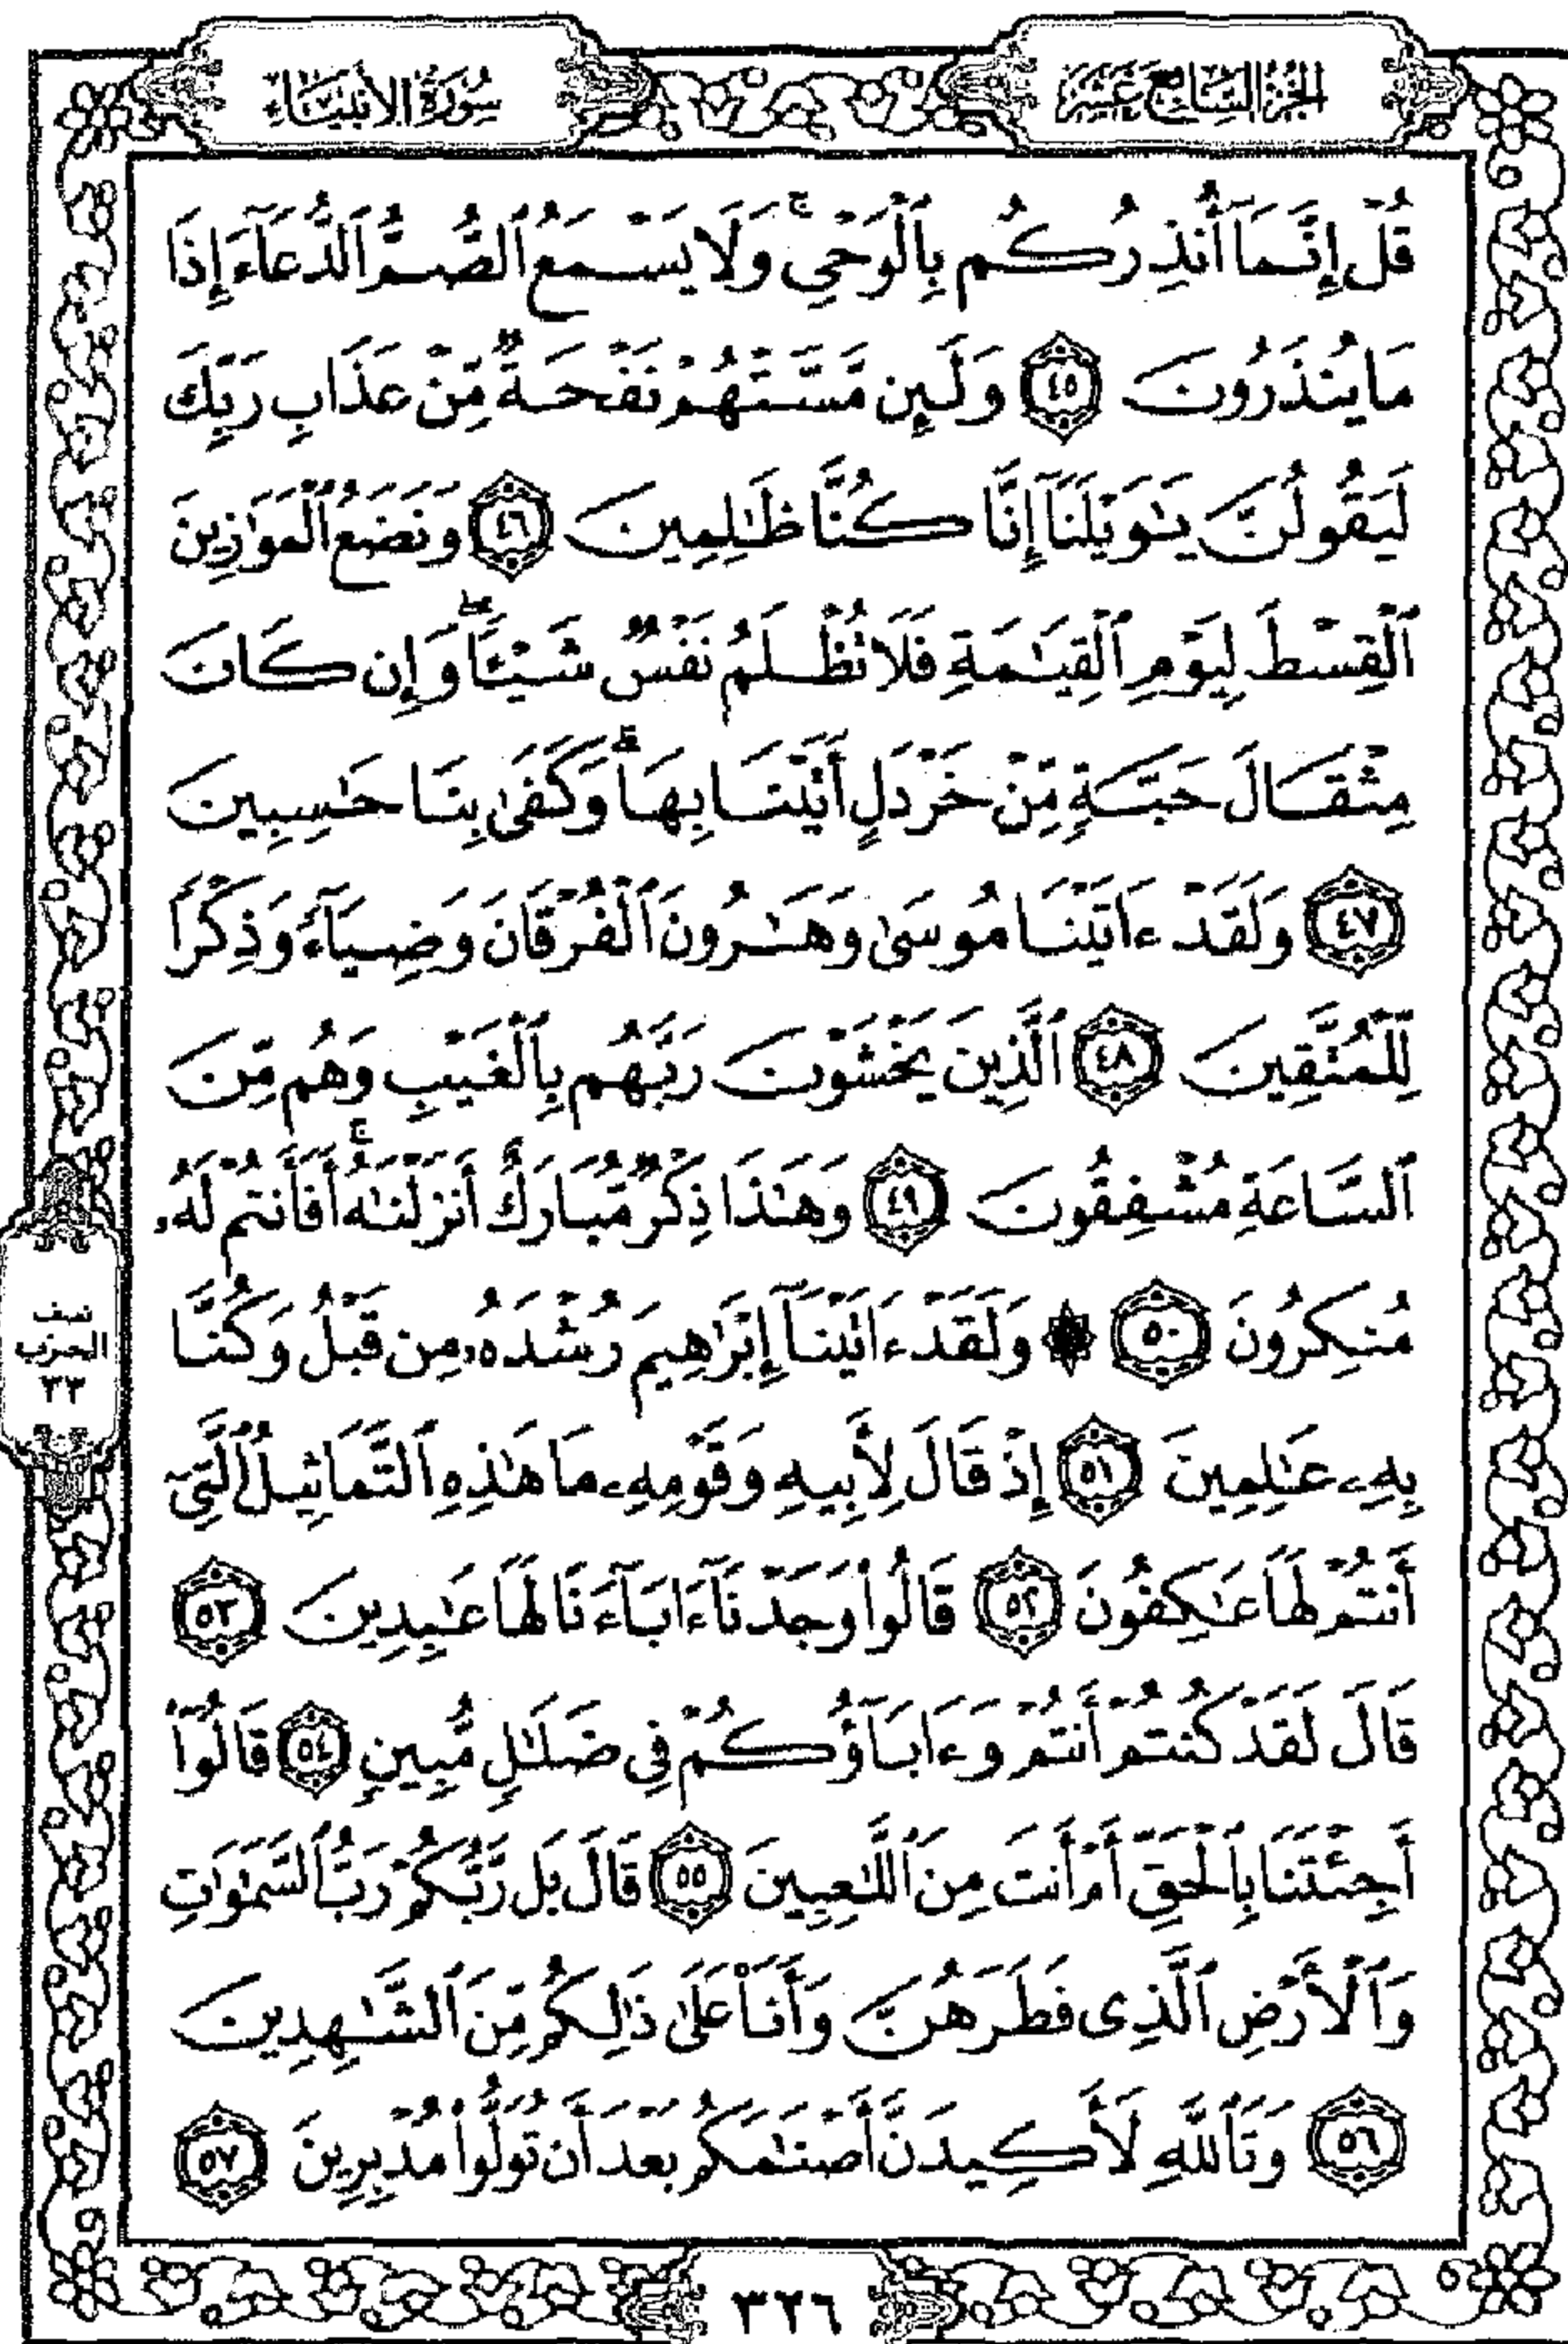 الجزء السابع عشر
سورة الأنبياء
قُلْ إِنَّمَآ أُنذِرُكُم بِٱلْوَحْىِ ۚ وَلَا يَسْمَعُ ٱلصُّمُّ ٱلدُّعَآءَ إِذَا
مَا يُنذَرُونَ ٤٥ وَلَئِن مَّسَّتْهُمْ نَفْحَةٌ مِّنْ عَذَابِ رَبِّكَ
لَيَقُولُنَّ يَـٰوَيْلَنَآ إِنَّا كُنَّا ظَـٰلِمِينَ ٤٦ وَنَضَعُ ٱلْمَوَٰزِينَ
ٱلْقِسْطَ لِيَوْمِ ٱلْقِيَـٰمَةِ فَلَا تُظْلَمُ نَفْسٌ شَيْـًٔا ۖ وَإِن كَانَ
مِثْقَالَ حَبَّةٍ مِّنْ خَرْدَلٍ أَتَيْنَا بِهَا ۗ وَكَفَىٰ بِنَا حَـٰسِبِينَ
٤٧ وَلَقَدْ ءَاتَيْنَا مُوسَىٰ وَهَـٰرُونَ ٱلْفُرْقَانَ وَضِيَآءً وَذِكْرًا
لِّلْمُتَّقِينَ ٤٨ ٱلَّذِينَ يَخْشَوْنَ رَبَّهُم بِٱلْغَيْبِ وَهُم مِّنَ
ٱلسَّاعَةِ مُشْفِقُونَ ٤٩ وَهَـٰذَا ذِكْرٌ مُّبَارَكٌ أَنزَلْنَـٰهُ ۚ أَفَأَنتُمْ لَهُۥ
مُنكِرُونَ ٥٠ ۞ وَلَقَدْ ءَاتَيْنَآ إِبْرَٰهِيمَ رُشْدَهُۥ مِن قَبْلُ وَكُنَّا
بِهِۦ عَـٰلِمِينَ ٥١ إِذْ قَالَ لِأَبِيهِ وَقَوْمِهِۦ مَا هَـٰذِهِ ٱلتَّمَاثِيلُ ٱلَّتِىٓ
أَنتُمْ لَهَا عَـٰكِفُونَ ٥٢ قَالُوا۟ وَجَدْنَآ ءَابَآءَنَا لَهَا عَـٰبِدِينَ ٥٣
قَالَ لَقَدْ كُنتُمْ أَنتُمْ وَءَابَآؤُكُمْ فِى ضَلَـٰلٍ مُّبِينٍ ٥٤ قَالُوٓا۟
أَجِئْتَنَا بِٱلْحَقِّ أَمْ أَنتَ مِنَ ٱللَّـٰعِبِينَ ٥٥ قَالَ بَل رَّبُّكُمْ رَبُّ ٱلسَّمَـٰوَٰتِ
وَٱلْأَرْضِ ٱلَّذِى فَطَرَهُنَّ وَأَنَا۠ عَلَىٰ ذَٰلِكُم مِّنَ ٱلشَّـٰهِدِينَ
٥٦ وَتَٱللَّهِ لَأَكِيدَنَّ أَصْنَـٰمَكُم بَعْدَ أَن تُوَلُّوا۟ مُدْبِرِينَ ٥٧
نصف
الحزب
٣٣
٣٢٦